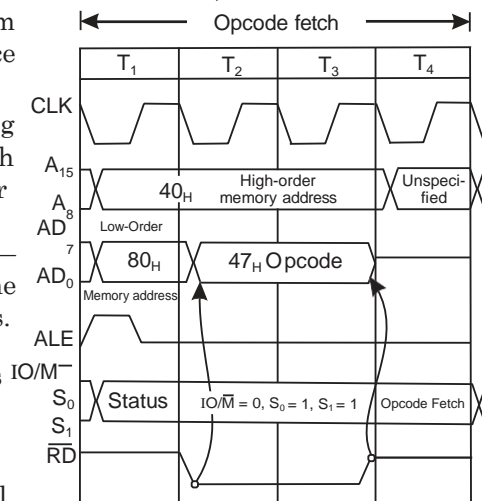 Opcode fetch
T1 T2 T3 T4
CLK
A15
A8
40H
High-order
memory address
Unspeci-
fied
AD7
AD0
Low-Order
80H
47H Opcode
Memory address
ALE
IO/M̅
S0
S1
Status
IO/M̅ = 0, S0 = 1, S1 = 1
Opcode Fetch
R̅D̅